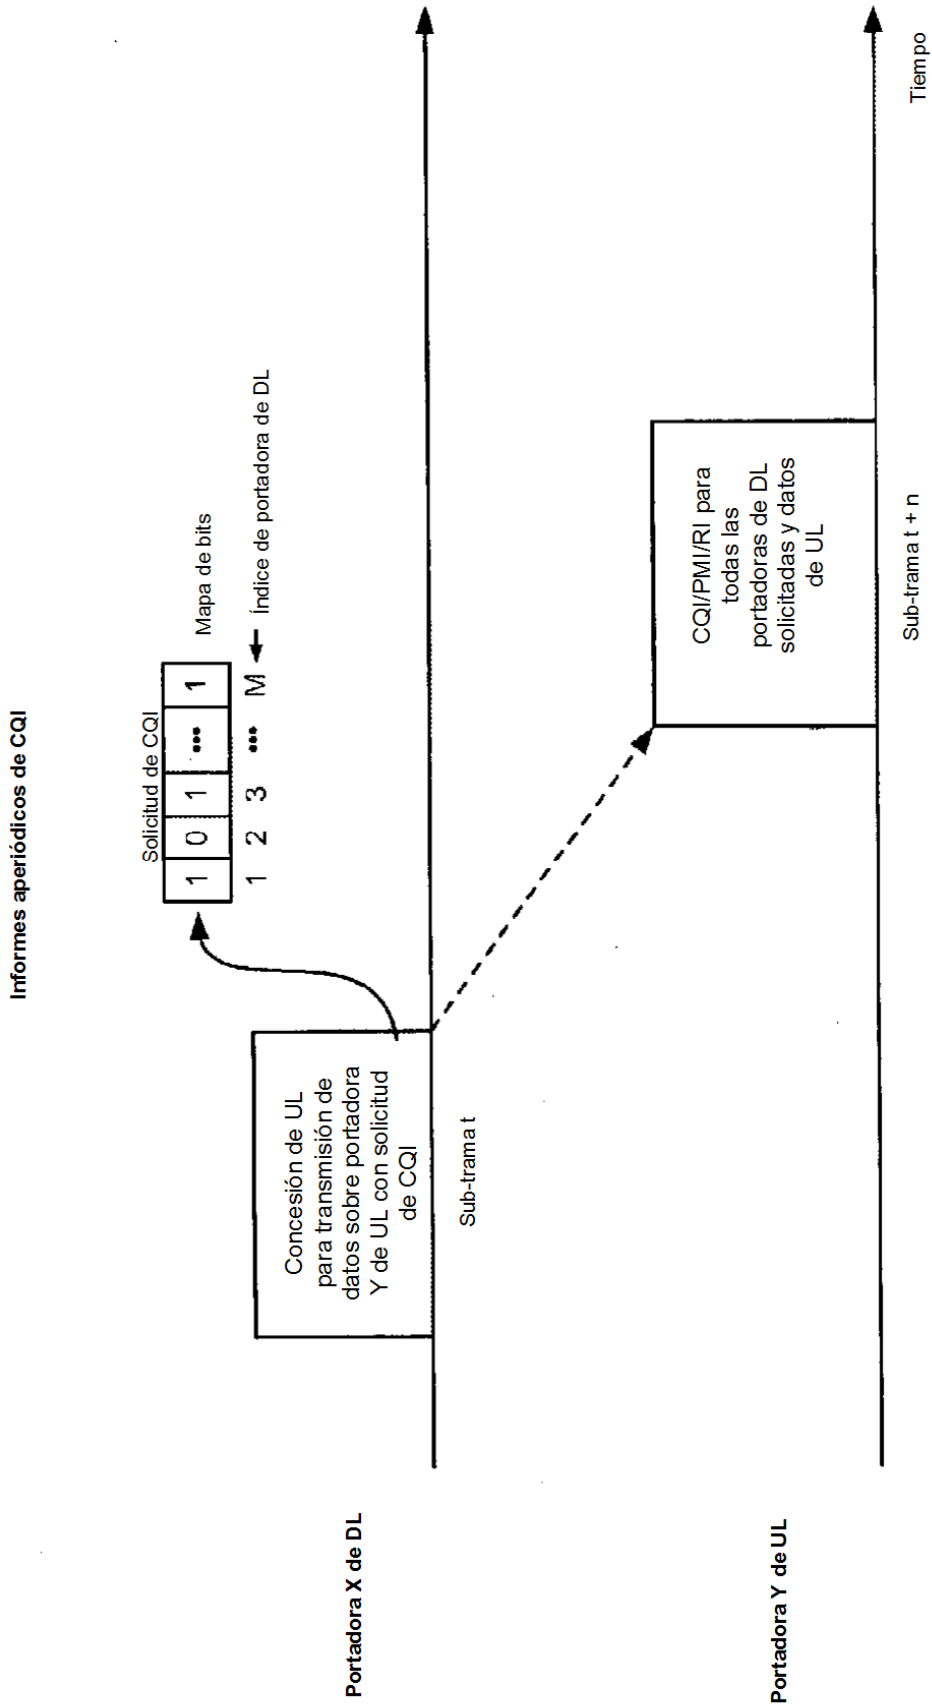 Informes aperiódicos de CQI
Solicitud de CQI
1 0 1 ••• 1
Mapa de bits
1 2 3 ••• M
Índice de portadora de DL
Concesión de UL
para transmisión de
datos sobre portadora
Y de UL con solicitud
de CQI
Sub-trama t
Portadora X de DL
CQI/PMI/RI para
todas las
portadoras de DL
solicitadas y datos
de UL
Sub-trama t + n
Tiempo
Portadora Y de UL